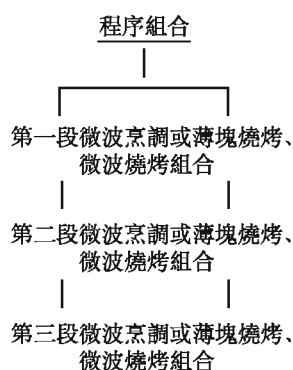 程序組合
第一段微波烹調或薄塊燒烤、
微波燒烤組合
第二段微波烹調或薄塊燒烤、
微波燒烤組合
第三段微波烹調或薄塊燒烤、
微波燒烤組合